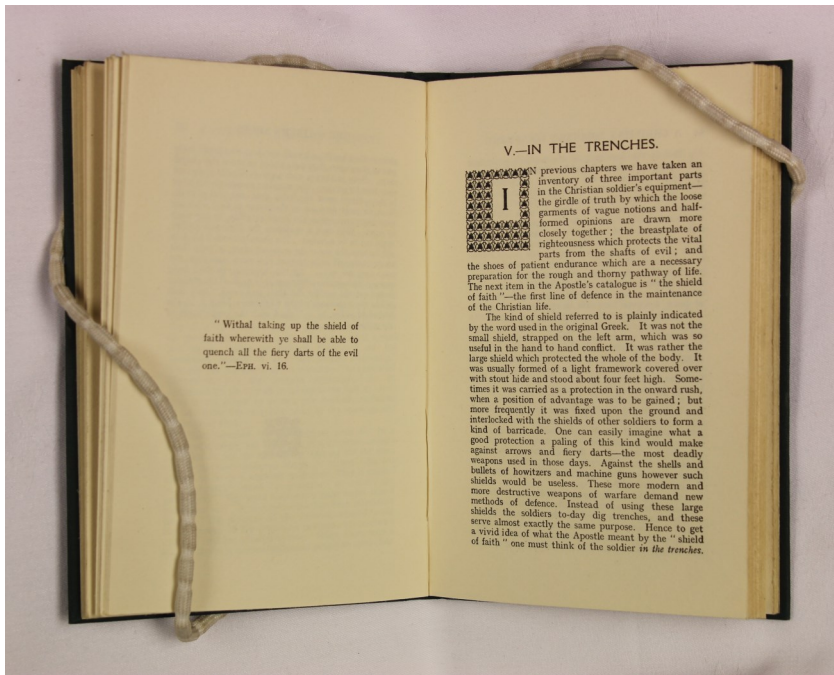 " Withal taking up the shield of
faith wherewith ye shall be able to
quench all the fiery darts of the evil
one."—EPH. vi. 16.
V.—IN THE TRENCHES.
IN previous chapters we have taken an
inventory of three important parts
in the Christian soldier's equipment—
the girdle of truth by which the loose
garments of vague notions and half-
formed opinions are drawn more
closely together ; the breastplate of
righteousness which protects the vital
parts from the shafts of evil ; and
the shoes of patient endurance which are a necessary
preparation for the rough and thorny pathway of life.
The next item in the Apostle's catalogue is " the shield
of faith "—the first line of defence in the maintenance
of the Christian life.
The kind of shield referred to is plainly indicated
by the word used in the original Greek. It was not the
small shield, strapped on the left arm, which was so
useful in the hand to hand conflict. It was rather the
large shield which protected the whole of the body. It
was usually formed of a light framework covered over
with stout hide and stood about four feet high. Some-
times it was carried as a protection in the onward rush,
when a position of advantage was to be gained ; but
more frequently it was fixed upon the ground and
interlocked with the shields of other soldiers to form a
kind of barricade. One can easily imagine what a
good protection a paling of this kind would make
against arrows and fiery darts—the most deadly
weapons used in those days. Against the shells and
bullets of howitzers and machine guns however such
shields would be useless. These more modern and
more destructive weapons of warfare demand new
methods of defence. Instead of using these large
shields the soldiers to-day dig trenches, and these
serve almost exactly the same purpose. Hence to get
a vivid idea of what the Apostle meant by the " shield
of faith " one must think of the soldier in the trenches.